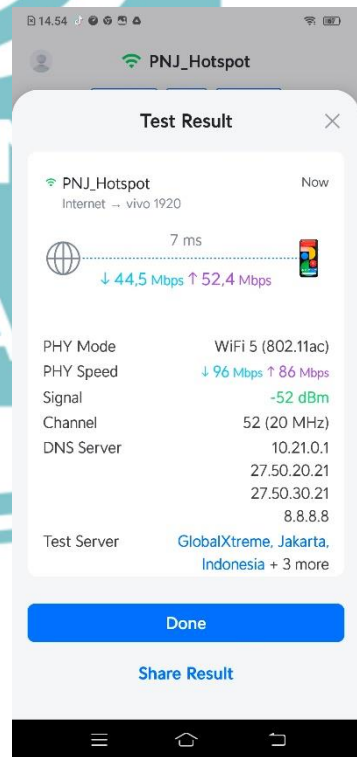 14.54
PNJ_Hotspot
Test Result
PNJ_Hotspot Now
Internet → vivo 1920
7 ms
↓ 44,5 Mbps ↑ 52,4 Mbps
PHY Mode WiFi 5 (802.11ac)
PHY Speed ↓ 96 Mbps ↑ 86 Mbps
Signal -52 dBm
Channel 52 (20 MHz)
DNS Server 10.21.0.1
27.50.20.21
27.50.30.21
8.8.8.8
Test Server GlobalXtreme, Jakarta,
Indonesia + 3 more
Done
Share Result